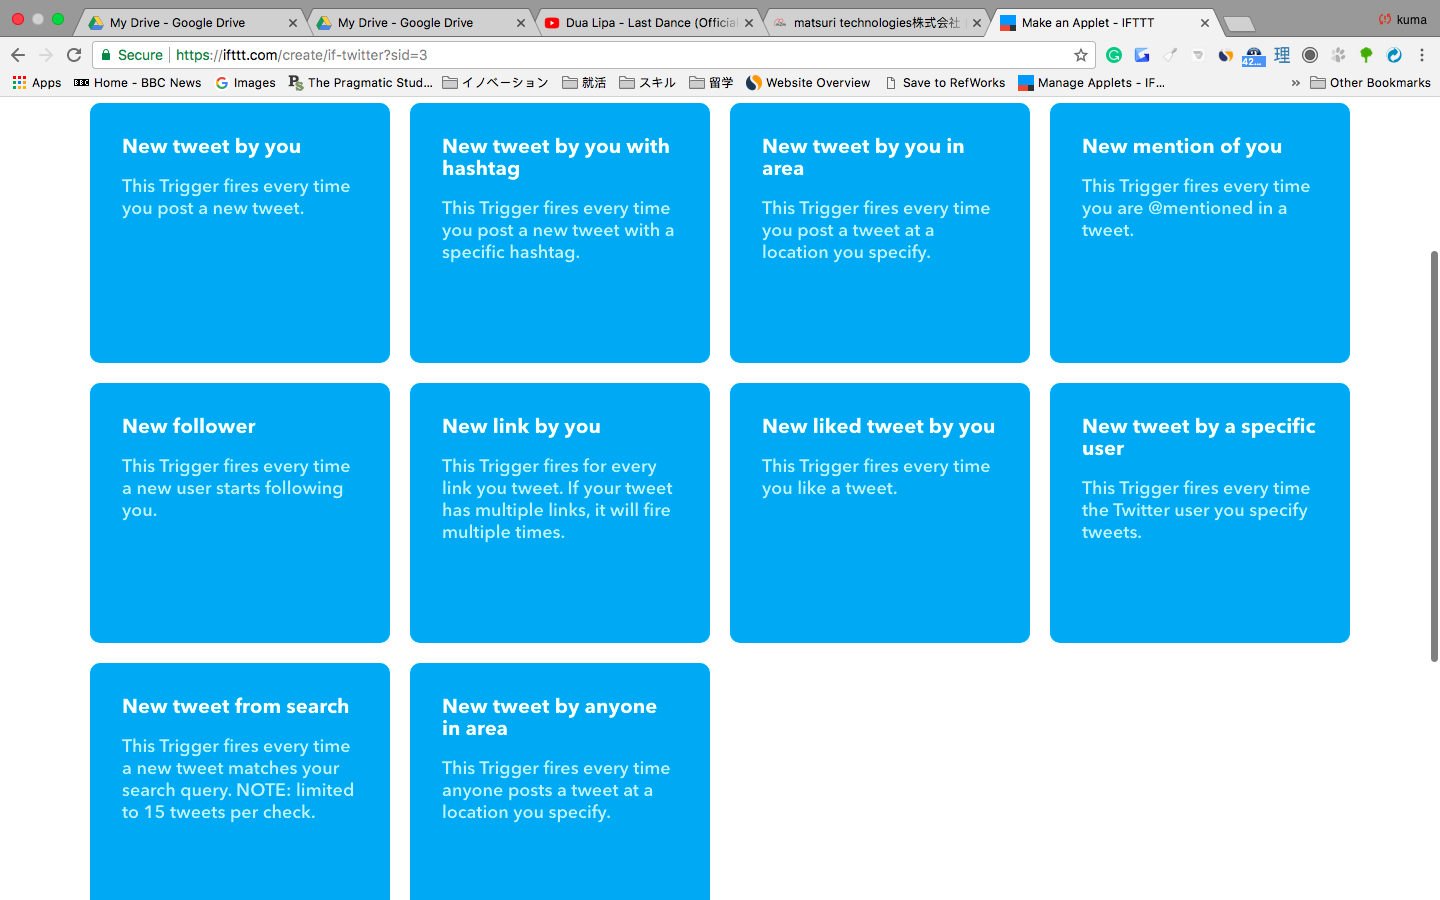 My Drive - Google Drive
My Drive - Google Drive
Dua Lipa - Last Dance (Official
matsuri technologies株式会社
Make an Applet - IFTTT
kuma
Secure
https://ifttt.com/create/if-twitter?sid=3
42...
理
Apps
BBC
Home - BBC News
Images
The Pragmatic Stud...
イノベーション
就活
スキル
留学
Website Overview
Save to RefWorks
Manage Applets - IF...
»
Other Bookmarks
New tweet by you
This Trigger fires every time
you post a new tweet.
New tweet by you with
hashtag
This Trigger fires every time
you post a new tweet with a
specific hashtag.
New tweet by you in
area
This Trigger fires every time
you post a tweet at a
location you specify.
New mention of you
This Trigger fires every time
you are @mentioned in a
tweet.
New follower
This Trigger fires every time
a new user starts following
you.
New link by you
This Trigger fires for every
link you tweet. If your tweet
has multiple links, it will fire
multiple times.
New liked tweet by you
This Trigger fires every time
you like a tweet.
New tweet by a specific
user
This Trigger fires every time
the Twitter user you specify
tweets.
New tweet from search
This Trigger fires every time
a new tweet matches your
search query. NOTE: limited
to 15 tweets per check.
New tweet by anyone
in area
This Trigger fires every time
anyone posts a tweet at a
location you specify.